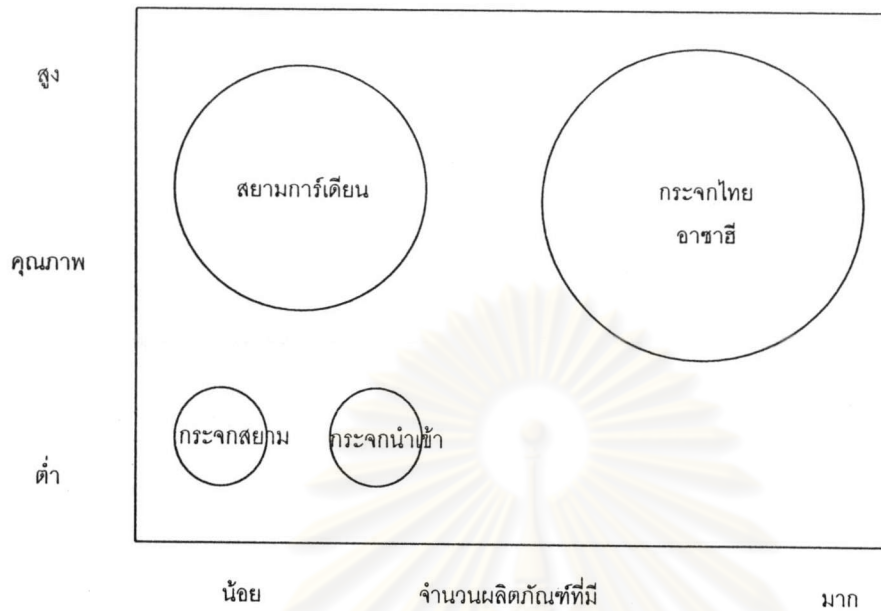 สูง
สยามการ์เดียน
กระจกไทย
อาซาฮี
คุณภาพ
กระจกสยาม
กระจกนำเข้า
ต่ำ
น้อย
จำนวนผลิตภัณฑ์ที่มี
มาก